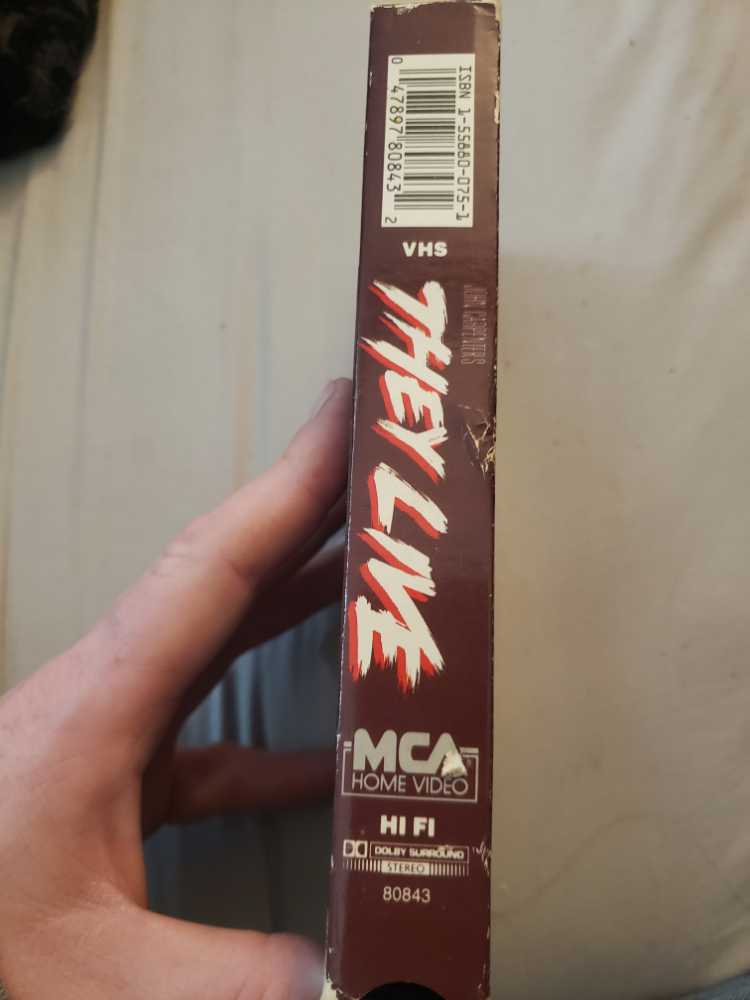 ISBN 1-55880-075-1
0 47897 80843 2
VHS
JOHN CARPENTERS
THEY LIVE
MCA
HOME VIDEO
HI FI
DOLBY SURROUND
STEREO
80843